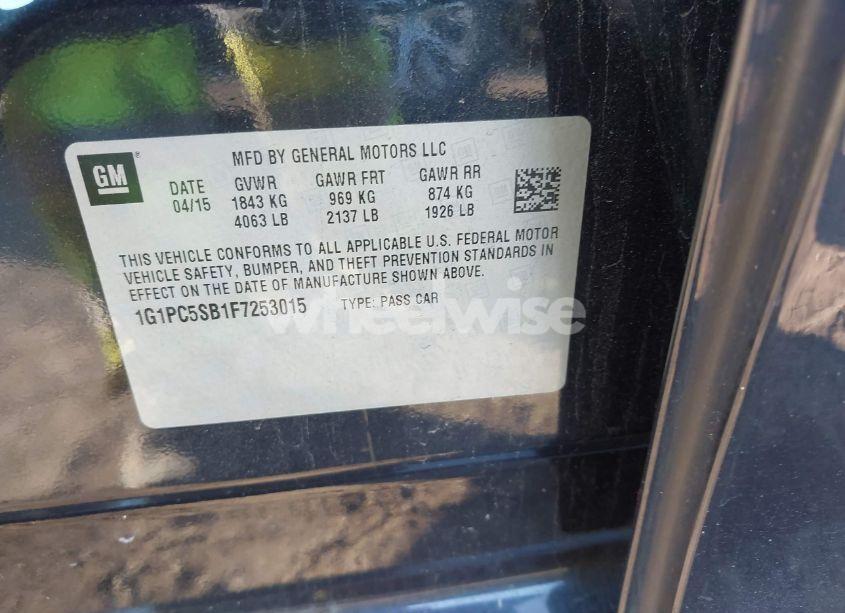 GM
MFD BY GENERAL MOTORS LLC
DATE GVWR GAWR FRT GAWR RR
04/15 1843 KG 969 KG 874 KG
4063 LB 2137 LB 1926 LB
THIS VEHICLE CONFORMS TO ALL APPLICABLE U.S. FEDERAL MOTOR
VEHICLE SAFETY, BUMPER, AND THEFT PREVENTION STANDARDS IN
EFFECT ON THE DATE OF MANUFACTURE SHOWN ABOVE.
1G1PC5SB1F7253015 TYPE: PASS CAR
wheelwise